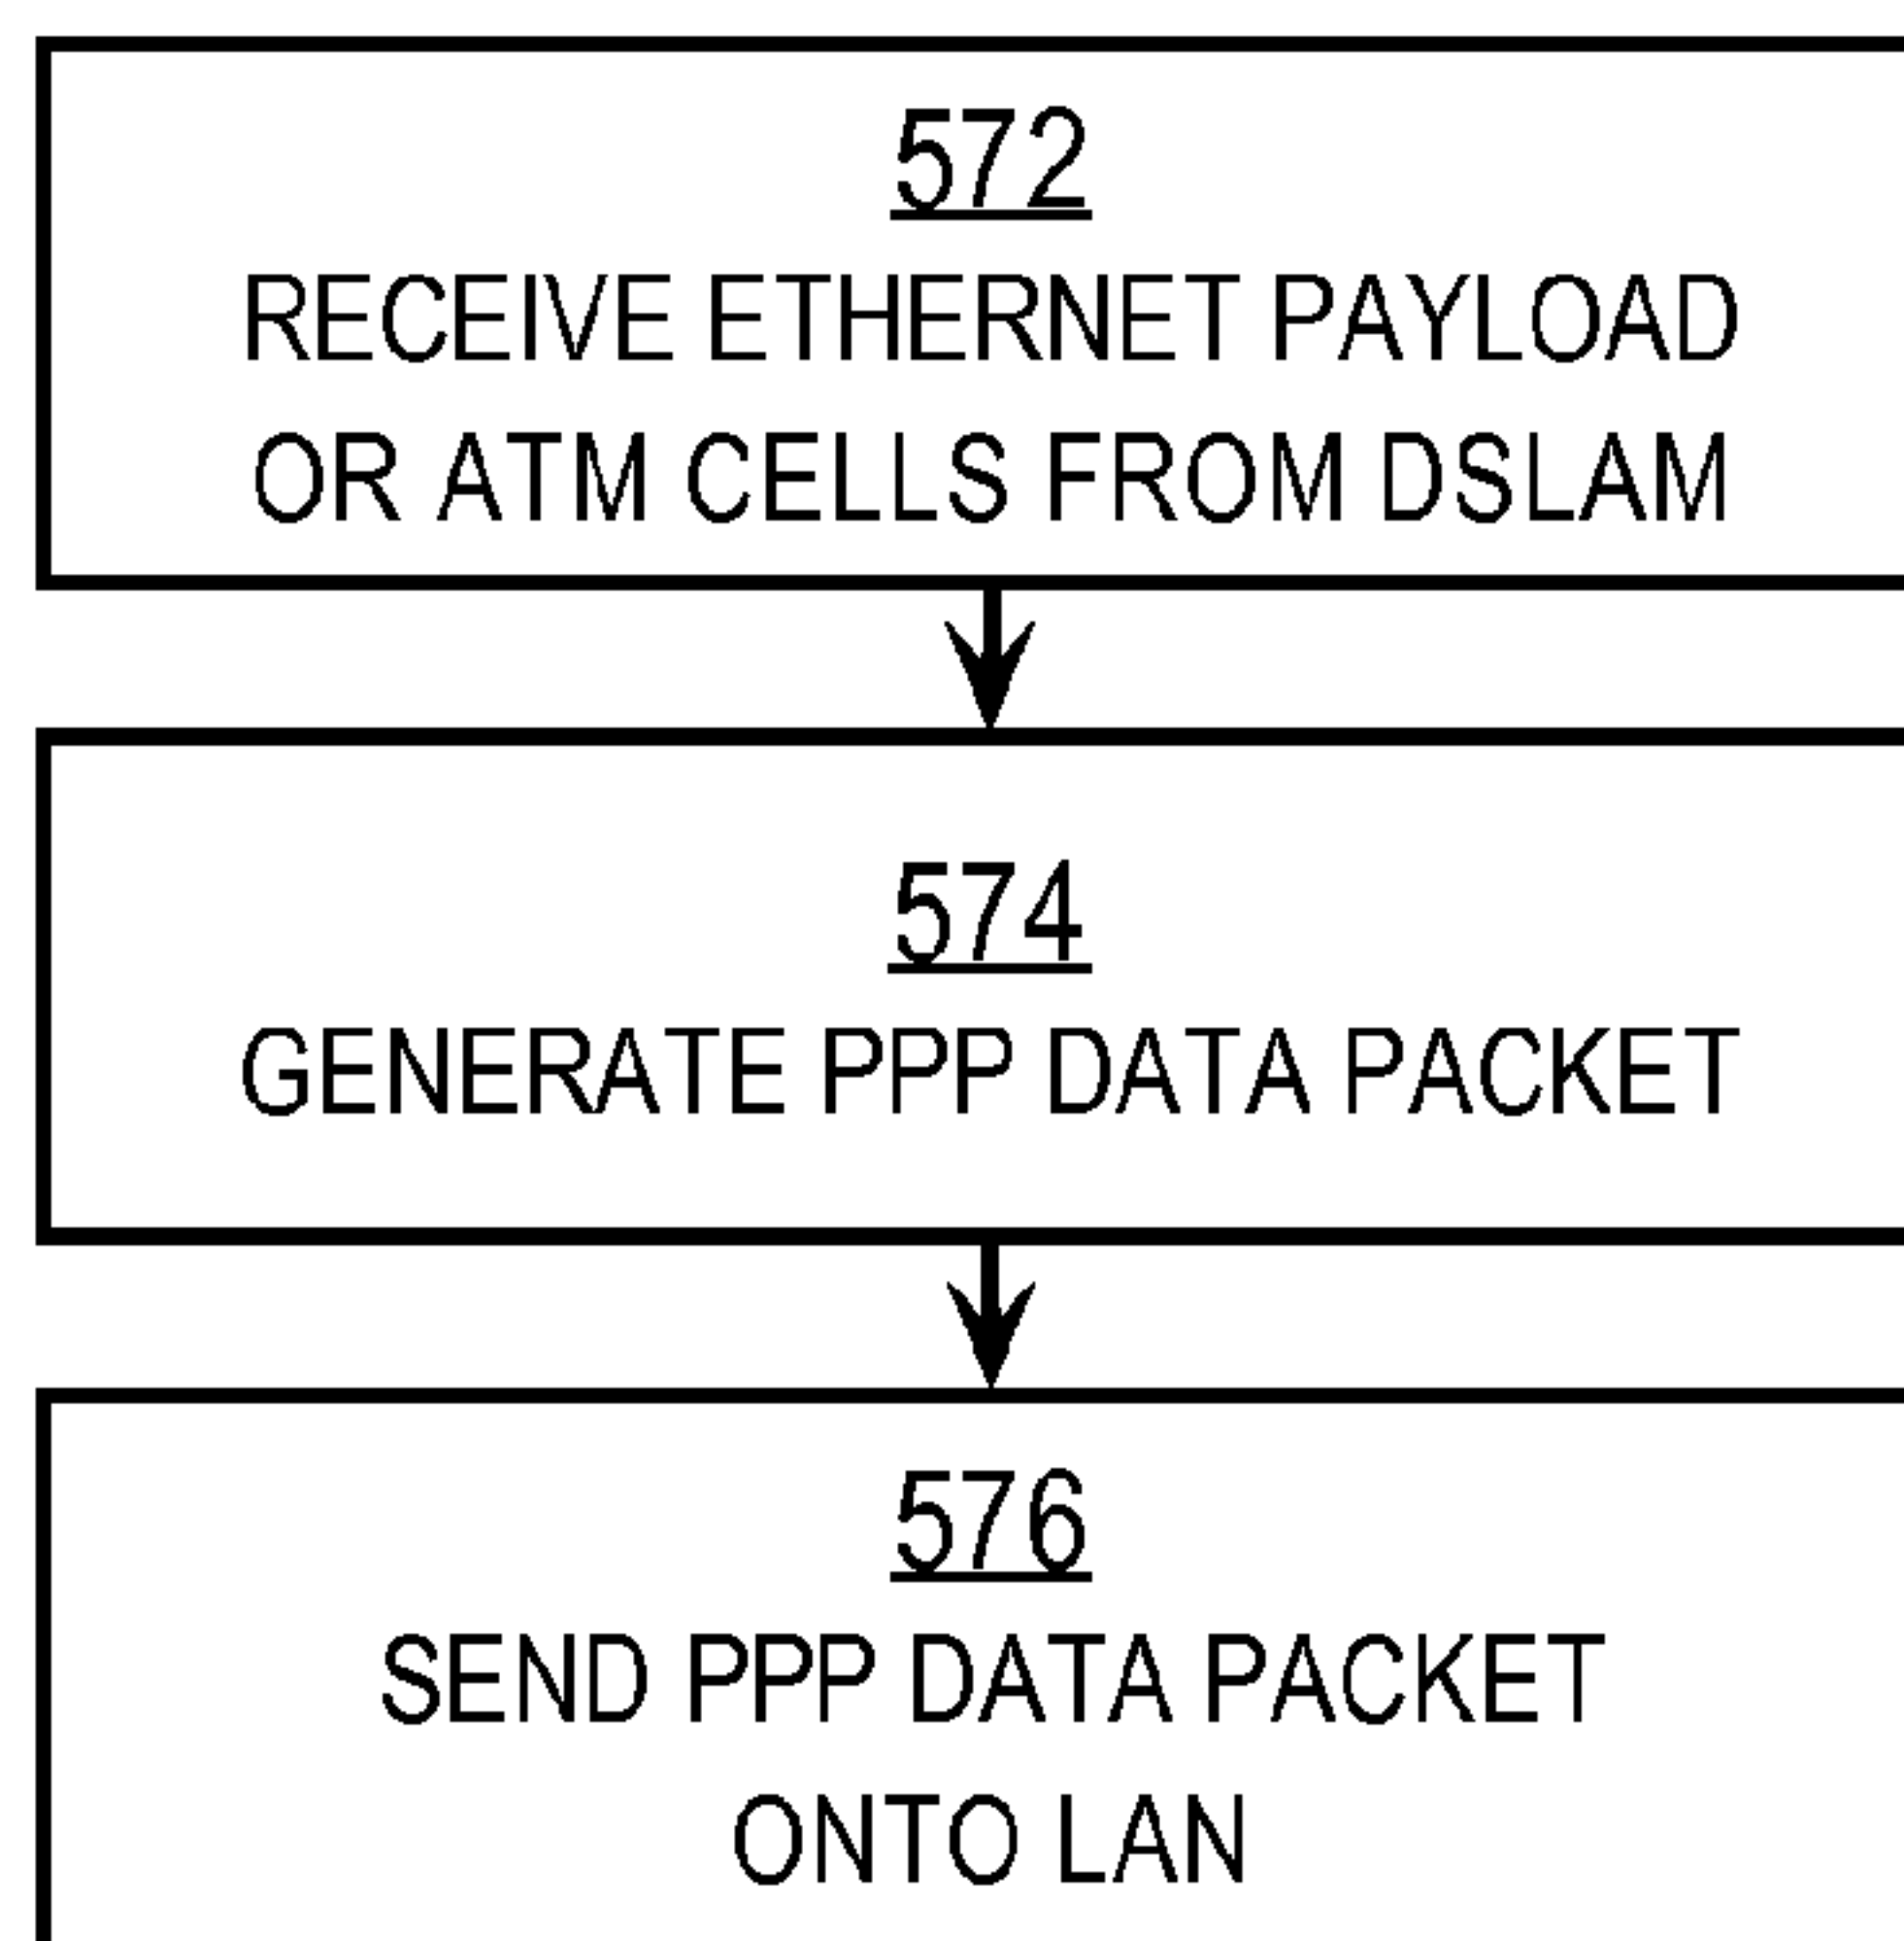 572
RECEIVE ETHERNET PAYLOAD
OR ATM CELLS FROM DSLAM
574
GENERATE PPP DATA PACKET
576
SEND PPP DATA PACKET
ONTO LAN